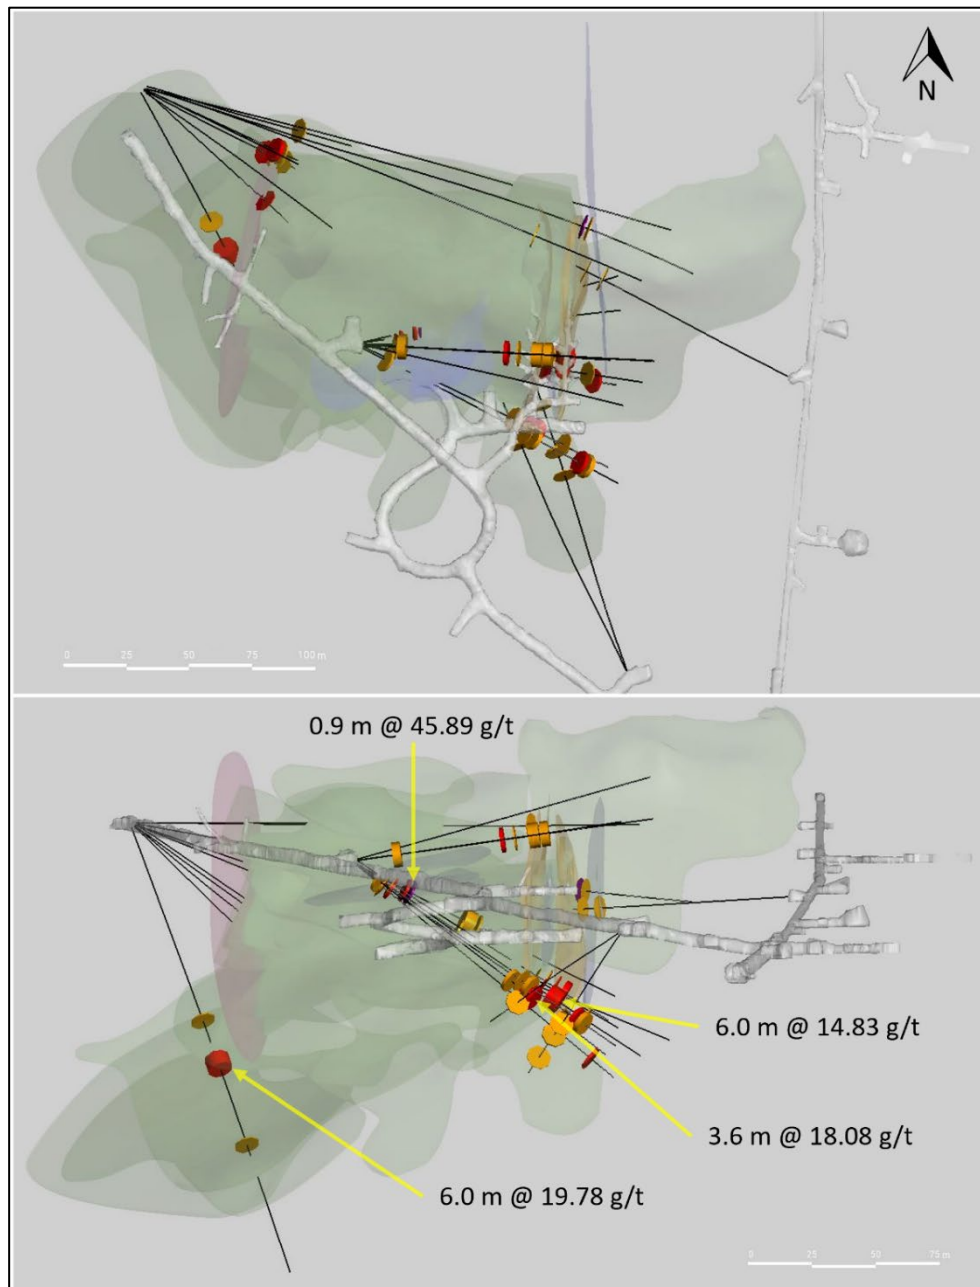 N
0 25 50 75 100 m
0.9 m @ 45.89 g/t
6.0 m @ 14.83 g/t
3.6 m @ 18.08 g/t
6.0 m @ 19.78 g/t
0 25 50 75 m